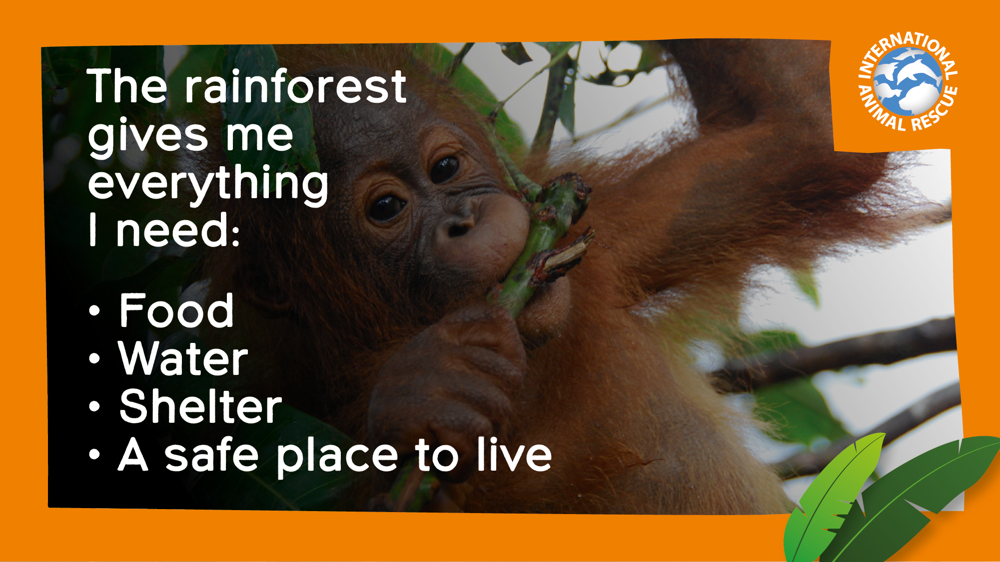 The rainforest
gives me
everything
I need:
• Food
• Water
• Shelter
• A safe place to live
INTERNATIONAL
ANIMAL RESCUE